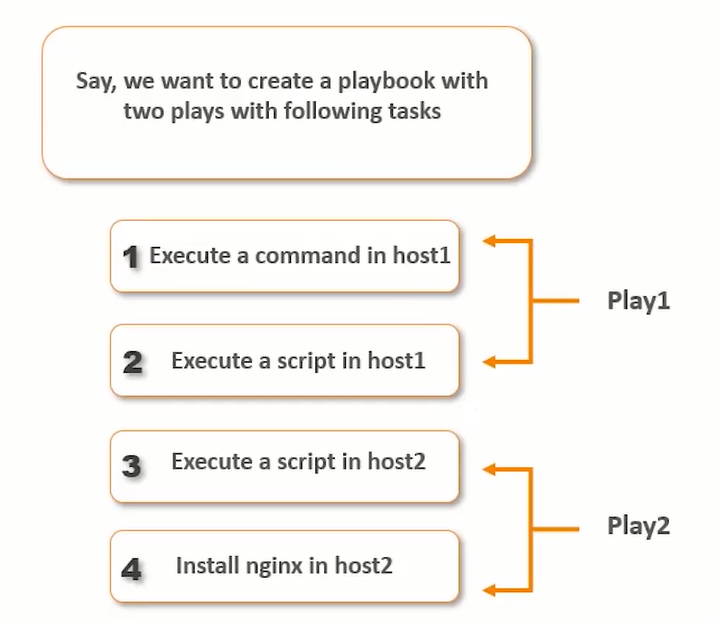 Say, we want to create a playbook with
two plays with following tasks
1 Execute a command in host1
2 Execute a script in host1
Play1
3 Execute a script in host2
4 Install nginx in host2
Play2